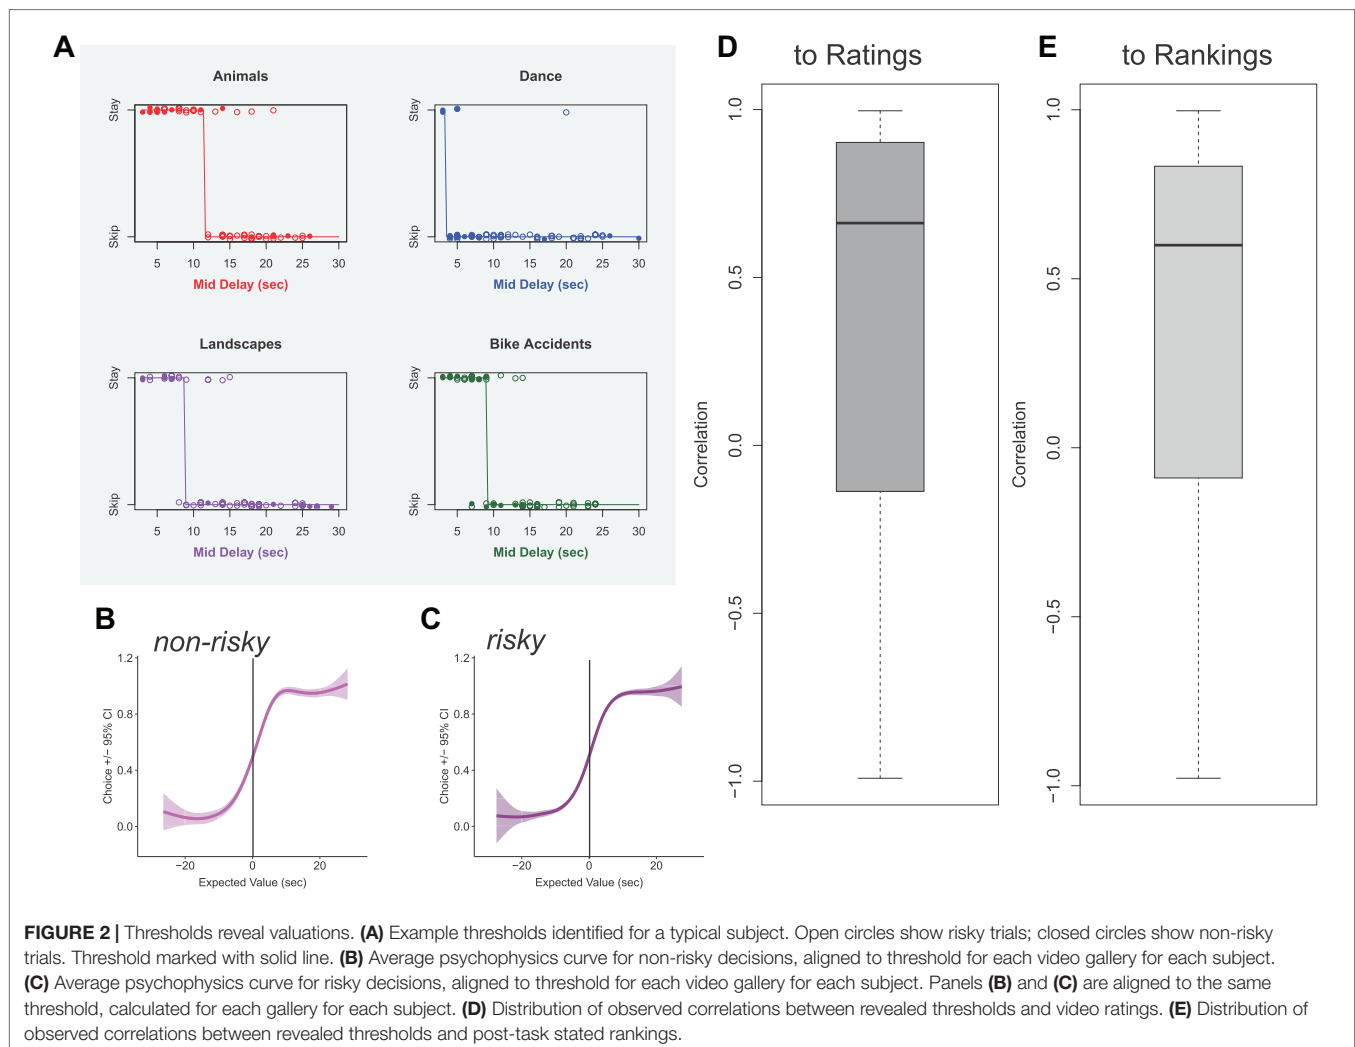 A
Animals
Stay
Skip
5 10 15 20 25 30
Mid Delay (sec)
Dance
Stay
Skip
5 10 15 20 25 30
Mid Delay (sec)
Landscapes
Stay
Skip
5 10 15 20 25 30
Mid Delay (sec)
Bike Accidents
Stay
Skip
5 10 15 20 25 30
Mid Delay (sec)
B
non-risky
Choice +/− 95% CI
1.2
0.8
0.4
0.0
−20 0 20
Expected Value (sec)
C
risky
Choice +/− 95% CI
1.2
0.8
0.4
0.0
−20 0 20
Expected Value (sec)
D
to Ratings
Correlation
1.0
0.5
0.0
−0.5
−1.0
E
to Rankings
Correlation
1.0
0.5
0.0
−0.5
−1.0
FIGURE 2 | Thresholds reveal valuations. (A) Example thresholds identified for a typical subject. Open circles show risky trials; closed circles show non-risky
trials. Threshold marked with solid line. (B) Average psychophysics curve for non-risky decisions, aligned to threshold for each video gallery for each subject.
(C) Average psychophysics curve for risky decisions, aligned to threshold for each video gallery for each subject. Panels (B) and (C) are aligned to the same
threshold, calculated for each gallery for each subject. (D) Distribution of observed correlations between revealed thresholds and video ratings. (E) Distribution of
observed correlations between revealed thresholds and post-task stated rankings.